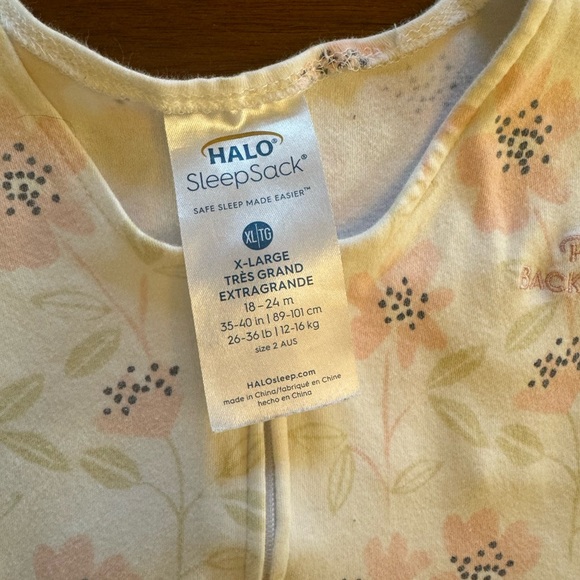 HALO®
SleepSack®
SAFE SLEEP MADE EASIER™
XL|TG
X-LARGE
TRÈS GRAND
EXTRAGRANDE
18-24 m
35-40 in | 89-101 cm
26-36 lb | 12-16 kg
size 2 AUS
HALOsleep.com
made in China/fabriqué en Chine
hecho en China
BACK